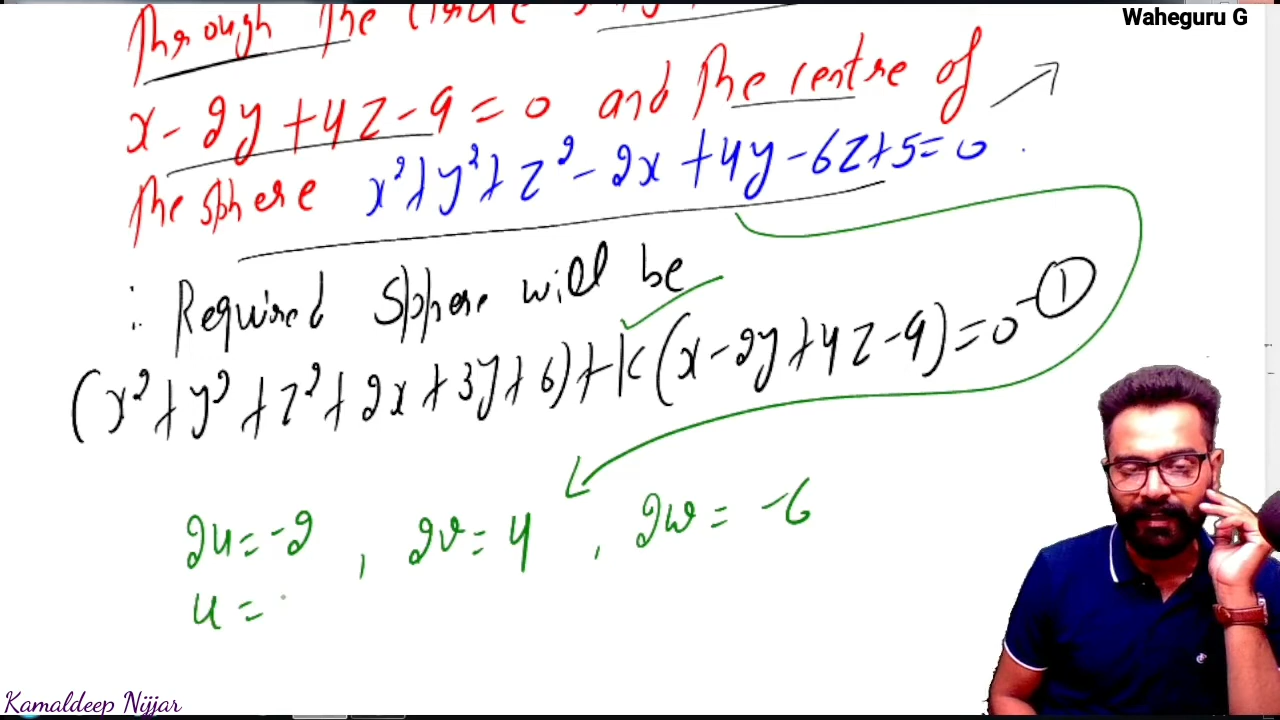 Waheguru G
Through the circle
x - 2y + 4z - 9 = 0 and the centre of
the sphere x² + y² + z² - 2x + 4y - 6z + 5 = 0.
∴ Required Sphere will be
(x² + y² + z² + 2x + 3y + 6) + k(x - 2y + 4z - 9) = 0 - ①
2u = -2 , 2v = 4 , 2w = -6
u =
Kamaldeep Nijjar